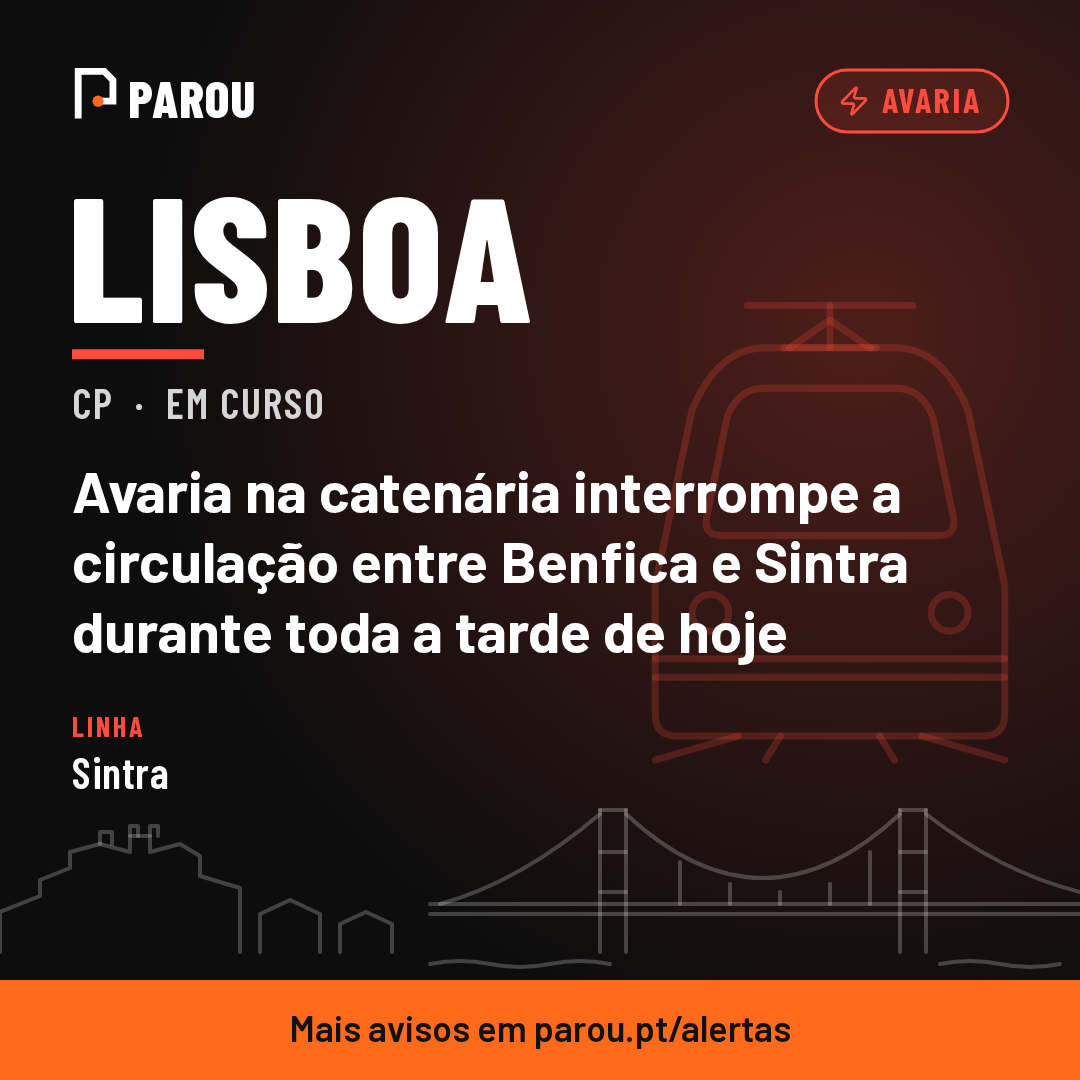 PAROU
AVARIA
LISBOA
CP · EM CURSO
Avaria na catenária interrompe a
circulação entre Benfica e Sintra
durante toda a tarde de hoje
LINHA
Sintra
Mais avisos em parou.pt/alertas